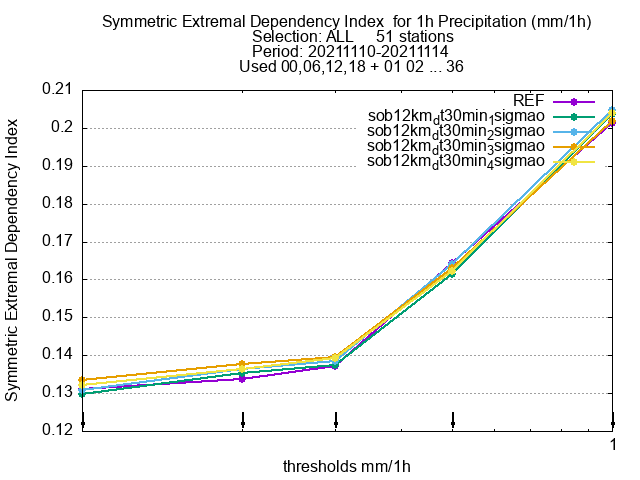 Symmetric Extremal Dependency Index for 1h Precipitation (mm/1h)
Selection: ALL 51 stations
Period: 20211110-20211114
Used 00,06,12,18 + 01 02 ... 36
Symmetric Extremal Dependency Index
0.21
0.2
0.19
0.18
0.17
0.16
0.15
0.14
0.13
0.12
REF
sob12km_dt30min_1sigmao
sob12km_dt30min_2sigmao
sob12km_dt30min_3sigmao
sob12km_dt30min_4sigmao
1
thresholds mm/1h